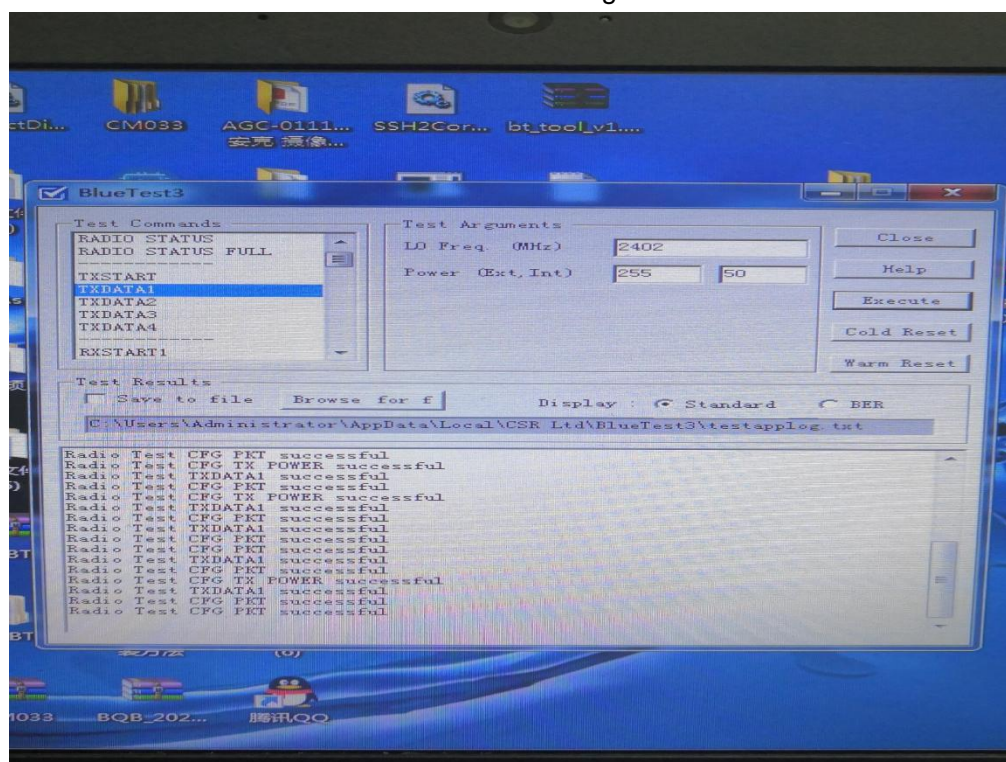 ctDi...
CM033
AGC-0111...
安亮 摄像...
SSH2Cor...
bt_tool_v1....
BlueTest3
Test Commands
RADIO STATUS
RADIO STATUS FULL
-------------
TXSTART
TXDATA1
TXDATA2
TXDATA3
TXDATA4
-------------
RXSTART1
Test Arguments
LO Freq. (MHz) 2402
Power (Ext, Int) 255 50
Close
Help
Execute
Cold Reset
Warm Reset
Test Results
Save to file Browse for f Display : Standard BER
C:\Users\Administrator\AppData\Local\CSR Ltd\BlueTest3\testapplog.txt
Radio Test CFG PKT successful
Radio Test CFG TX POWER successful
Radio Test TXDATA1 successful
Radio Test CFG PKT successful
Radio Test CFG TX POWER successful
Radio Test TXDATA1 successful
Radio Test CFG PKT successful
Radio Test TXDATA1 successful
Radio Test CFG PKT successful
Radio Test CFG PKT successful
Radio Test TXDATA1 successful
Radio Test CFG PKT successful
Radio Test CFG TX POWER successful
Radio Test TXDATA1 successful
Radio Test CFG PKT successful
Radio Test CFG PKT successful
BT
BT
(6)
1033
BQB_202...
腾讯QQ